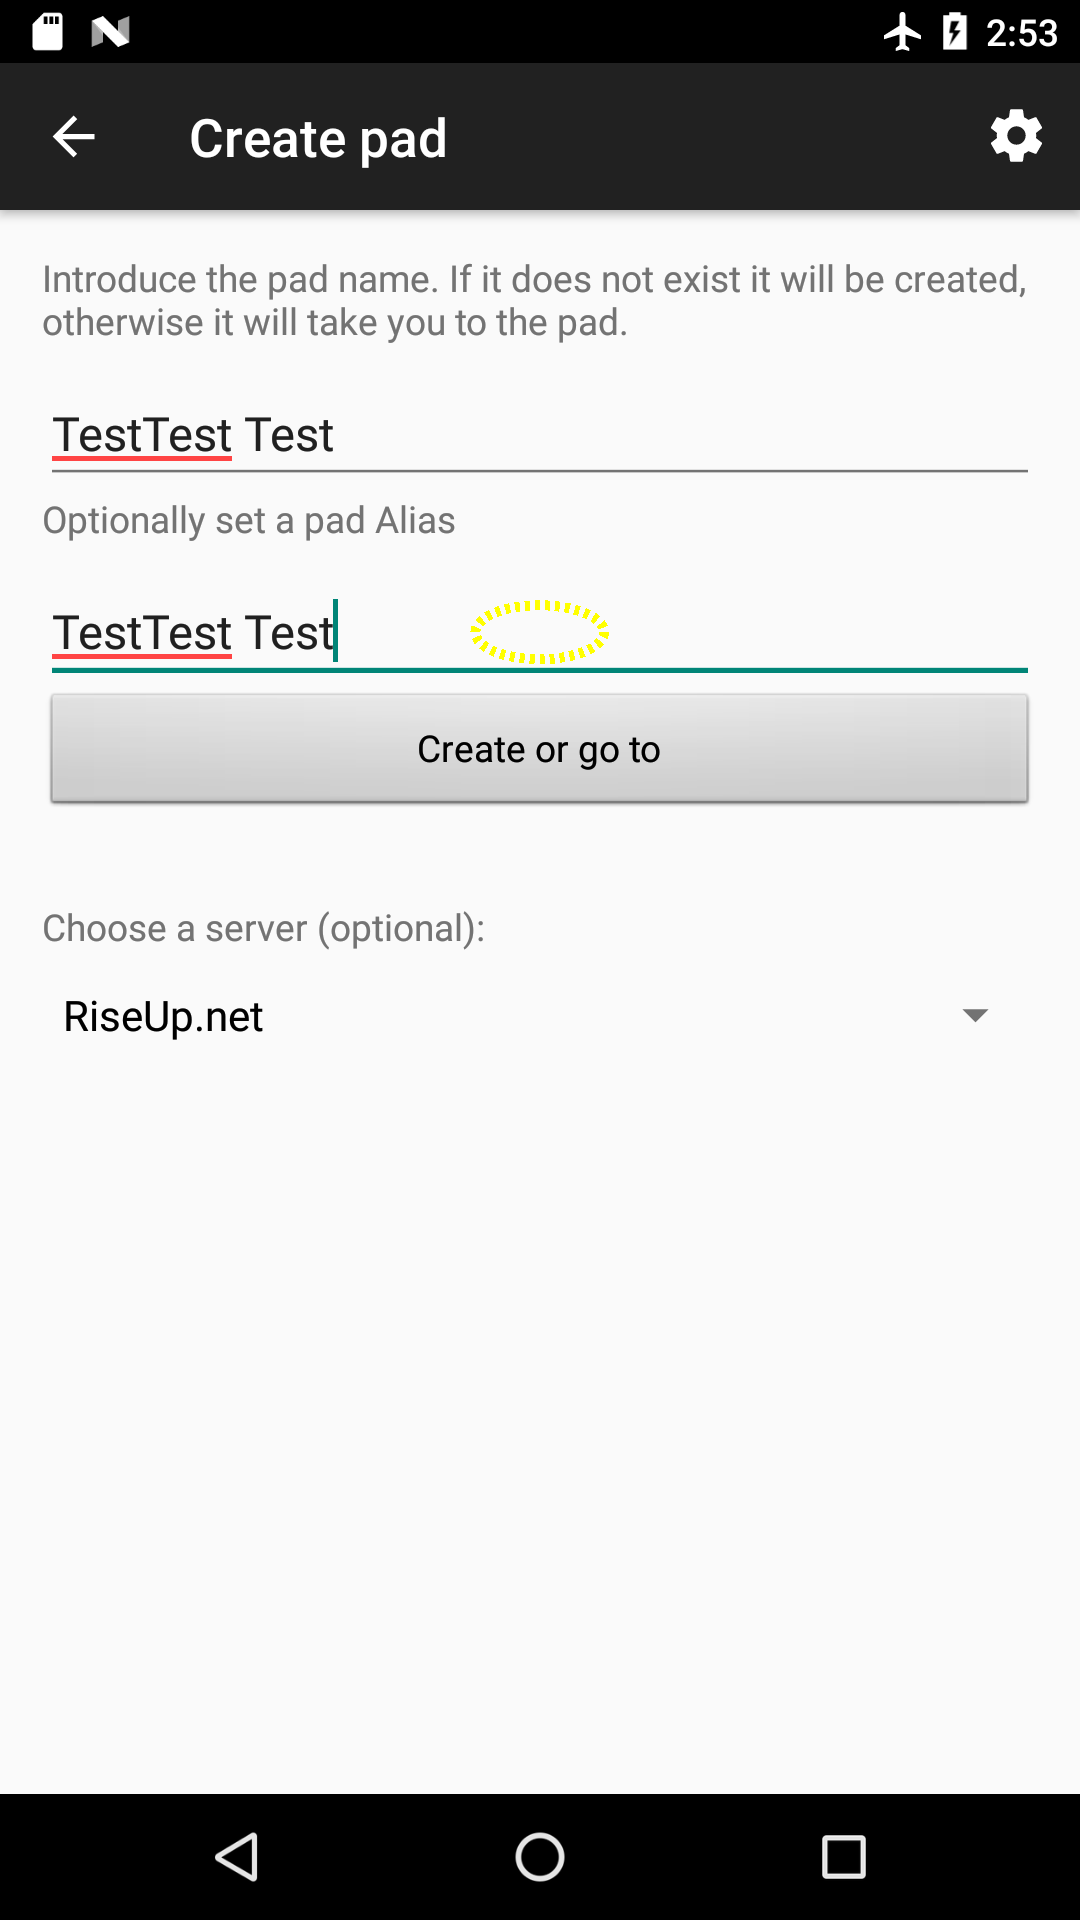 2:53
Create pad
Introduce the pad name. If it does not exist it will be created,
otherwise it will take you to the pad.
TestTest Test
Optionally set a pad Alias
TestTest Test
Create or go to
Choose a server (optional):
RiseUp.net